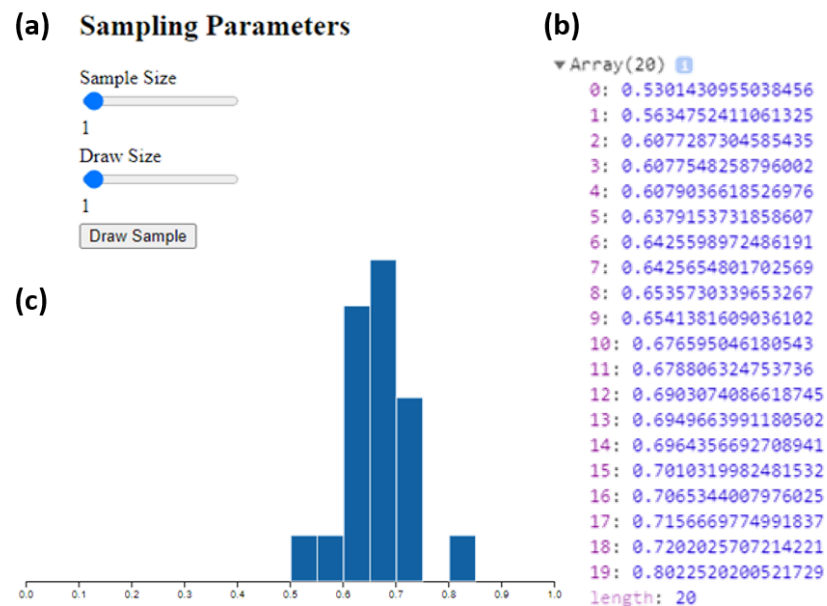 (a) Sampling Parameters
Sample Size
1
Draw Size
1
Draw Sample
(b)
▼Array(20) i
0: 0.5301430955038456
1: 0.5634752411061325
2: 0.6077287304585435
3: 0.6077548258796002
4: 0.6079036618526976
5: 0.6379153731858607
6: 0.6425598972486191
7: 0.6425654801702569
8: 0.6535730339653267
9: 0.6541381609036102
10: 0.676595046180543
11: 0.678806324753736
12: 0.6903074086618745
13: 0.6949663991180502
14: 0.6964356692708941
15: 0.7010319982481532
16: 0.7065344007976025
17: 0.7156669774991837
18: 0.7202025707214221
19: 0.8022520200521729
length: 20
(c)
0.0 0.1 0.2 0.3 0.4 0.5 0.6 0.7 0.8 0.9 1.0